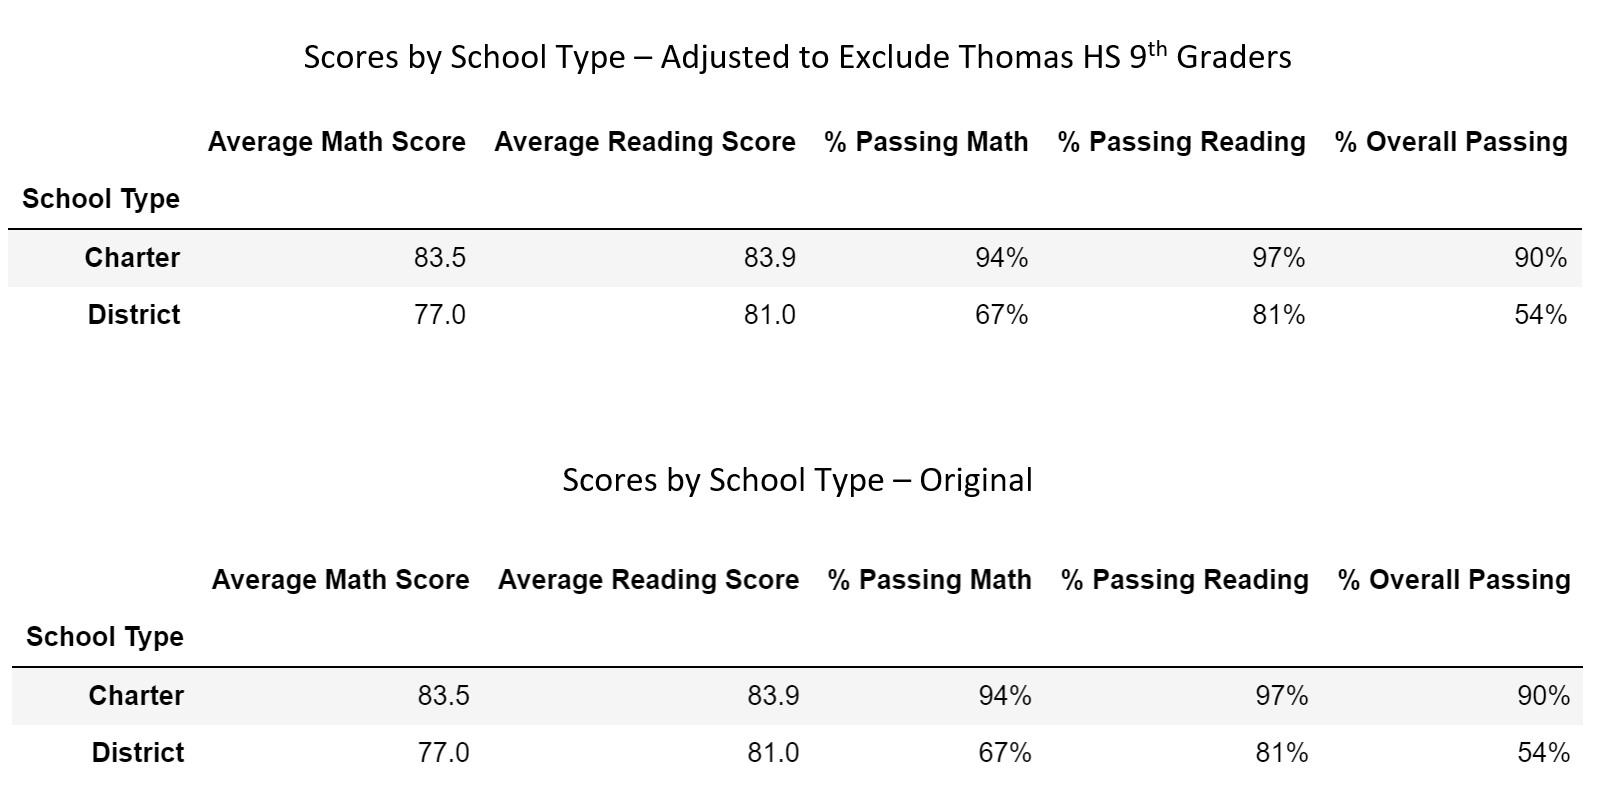 Scores by School Type – Adjusted to Exclude Thomas HS 9th Graders
Average Math Score Average Reading Score % Passing Math % Passing Reading % Overall Passing
School Type
Charter 83.5 83.9 94% 97% 90%
District 77.0 81.0 67% 81% 54%
Scores by School Type – Original
Average Math Score Average Reading Score % Passing Math % Passing Reading % Overall Passing
School Type
Charter 83.5 83.9 94% 97% 90%
District 77.0 81.0 67% 81% 54%